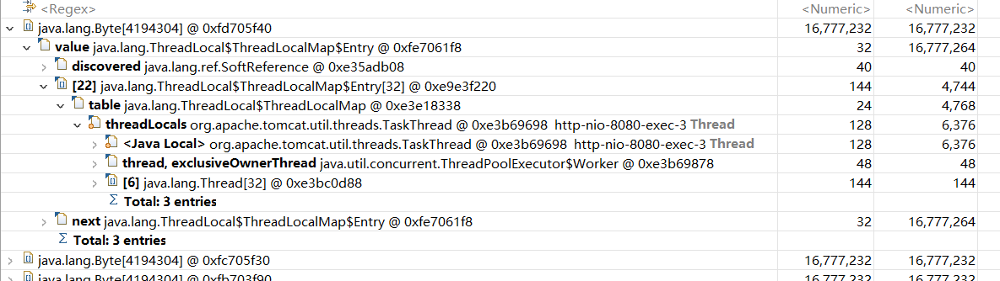 <Regex> <Numeric> <Numeric>
java.lang.Byte[4194304] @ 0xfd705f40 16,777,232 16,777,232
value java.lang.ThreadLocal$ThreadLocalMap$Entry @ 0xfe7061f8 32 16,777,264
discovered java.lang.ref.SoftReference @ 0xe35adb08 40 40
[22] java.lang.ThreadLocal$ThreadLocalMap$Entry[32] @ 0xe9e3f220 144 4,744
table java.lang.ThreadLocal$ThreadLocalMap @ 0xe3e18338 24 4,768
threadLocals org.apache.tomcat.util.threads.TaskThread @ 0xe3b69698 http-nio-8080-exec-3 Thread 128 6,376
<Java Local> org.apache.tomcat.util.threads.TaskThread @ 0xe3b69698 http-nio-8080-exec-3 Thread 128 6,376
thread, exclusiveOwnerThread java.util.concurrent.ThreadPoolExecutor$Worker @ 0xe3b69878 48 48
[6] java.lang.Thread[32] @ 0xe3bc0d88 144 144
Σ Total: 3 entries
next java.lang.ThreadLocal$ThreadLocalMap$Entry @ 0xfe7061f8 32 16,777,264
Σ Total: 3 entries
java.lang.Byte[4194304] @ 0xfc705f30 16,777,232 16,777,232
java.lang.Byte[4194304] @ 0xfb703f90 16,777,232 16,777,232